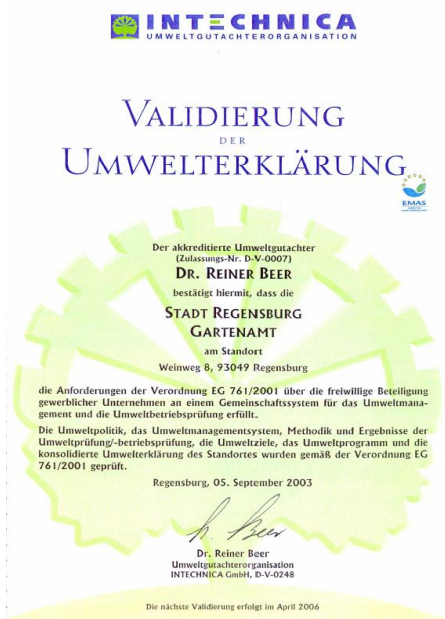 INTECHNICA
UMWELTGUTACHTERORGANISATION
VALIDIERUNG
DER
UMWELTERKLÄRUNG
EMAS
Der akkreditierte Umweltgutachter
(Zulassungs-Nr. D-V-0007)
DR. REINER BEER
bestätigt hiermit, dass die
STADT REGENSBURG
GARTENAMT
am Standort
Weinweg 8, 93049 Regensburg
die Anforderungen der Verordnung EG 761/2001 über die freiwillige Beteiligung
gewerblicher Unternehmen an einem Gemeinschaftssystem für das Umweltmana-
gement und die Umweltbetriebsprüfung erfüllt.
Die Umweltpolitik, das Umweltmanagementsystem, Methodik und Ergebnisse der
Umweltprüfung/-betriebsprüfung, die Umweltziele, das Umweltprogramm und die
konsolidierte Umwelterklärung des Standortes wurden gemäß der Verordnung EG
761/2001 geprüft.
Regensburg, 05. September 2003
R. Beer
Dr. Reiner Beer
Umweltgutachterorganisation
INTECHNICA GmbH, D-V-0248
Die nächste Validierung erfolgt im April 2006